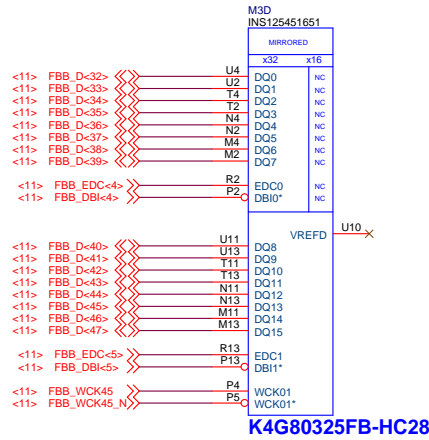 M3D
INS125451651
MIRRORED
x32 x16
<11> FBB_D<32> U4 DQ0 NC
<11> FBB_D<33> U2 DQ1 NC
<11> FBB_D<34> T4 DQ2 NC
<11> FBB_D<35> T2 DQ3 NC
<11> FBB_D<36> N4 DQ4 NC
<11> FBB_D<37> N2 DQ5 NC
<11> FBB_D<38> M4 DQ6 NC
<11> FBB_D<39> M2 DQ7 NC
<11> FBB_EDC<4> R2 EDC0 NC
<11> FBB_DBI<4> P2 DBI0* NC
VREFD U10
<11> FBB_D<40> U11 DQ8
<11> FBB_D<41> U13 DQ9
<11> FBB_D<42> T11 DQ10
<11> FBB_D<43> T13 DQ11
<11> FBB_D<44> N11 DQ12
<11> FBB_D<45> N13 DQ13
<11> FBB_D<46> M11 DQ14
<11> FBB_D<47> M13 DQ15
<11> FBB_EDC<5> R13 EDC1
<11> FBB_DBI<5> P13 DBI1*
<11> FBB_WCK45 P4 WCK01
<11> FBB_WCK45_N P5 WCK01*
K4G80325FB-HC28